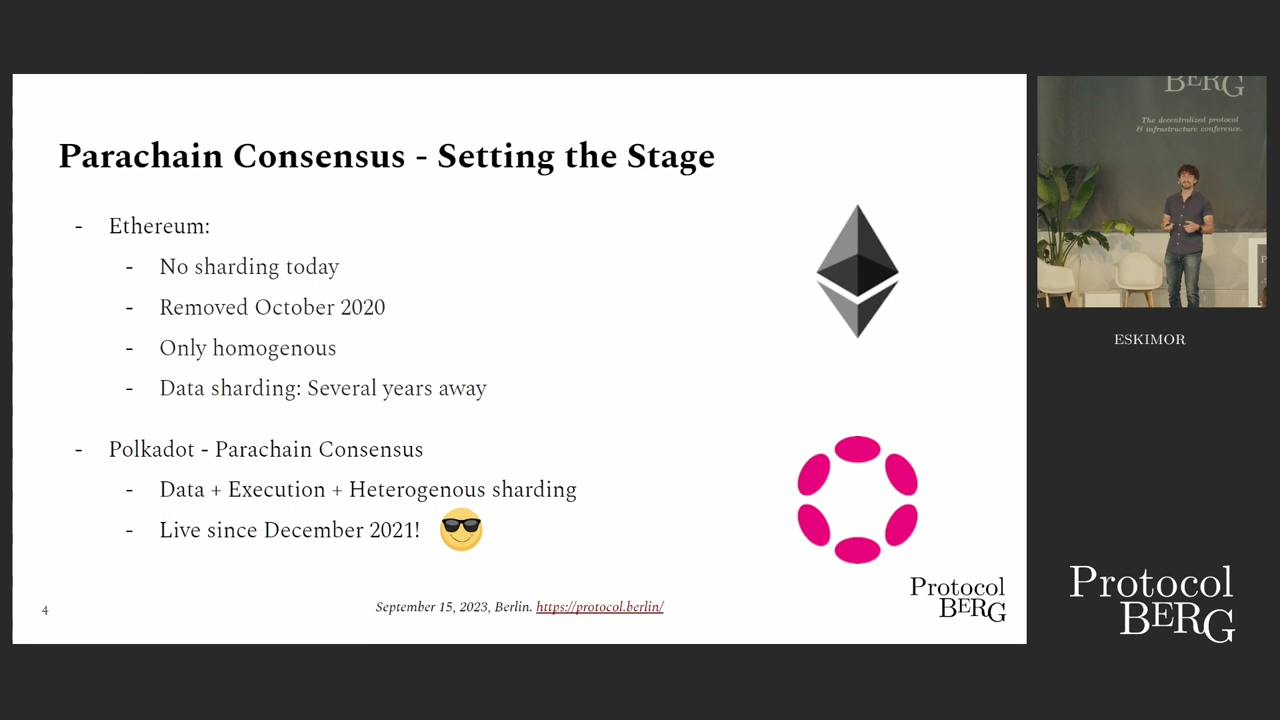 Parachain Consensus - Setting the Stage
- Ethereum:
- No sharding today
- Removed October 2020
- Only homogenous
- Data sharding: Several years away
- Polkadot - Parachain Consensus
- Data + Execution + Heterogenous sharding
- Live since December 2021!
4
September 15, 2023, Berlin. https://protocol.berlin/
Protocol
BERG
BERG
The decentralized protocol
& infrastructure conference.
P
ESKIMOR
Protocol
BERG